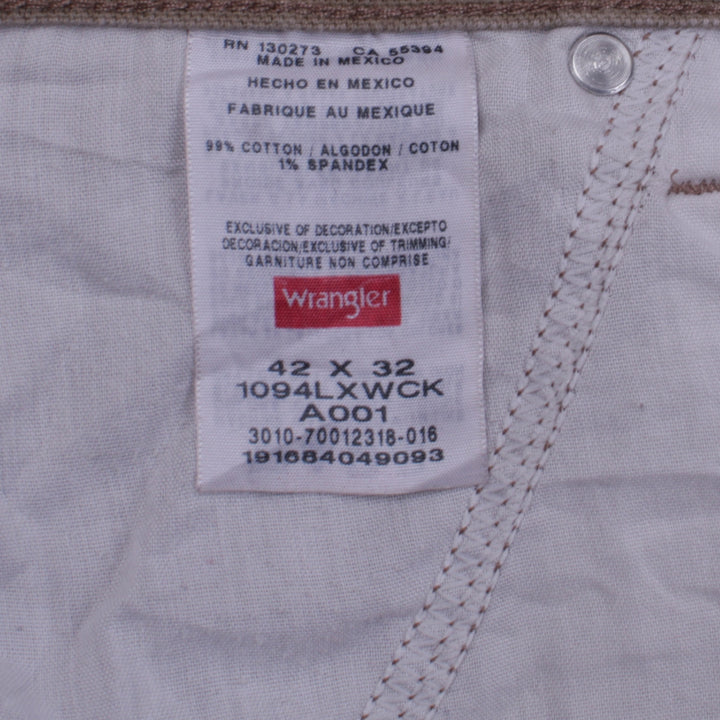 RN 130273 CA 55394
MADE IN MEXICO
HECHO EN MEXICO
FABRIQUE AU MEXIQUE
99% COTTON / ALGODON / COTON
1% SPANDEX
EXCLUSIVE OF DECORATION/EXCEPTO
DECORACION/EXCLUSIVE OF TRIMMING/
GARNITURE NON COMPRISE
Wrangler
42 X 32
1094LXWCK
A001
3010-70012318-016
191684049093